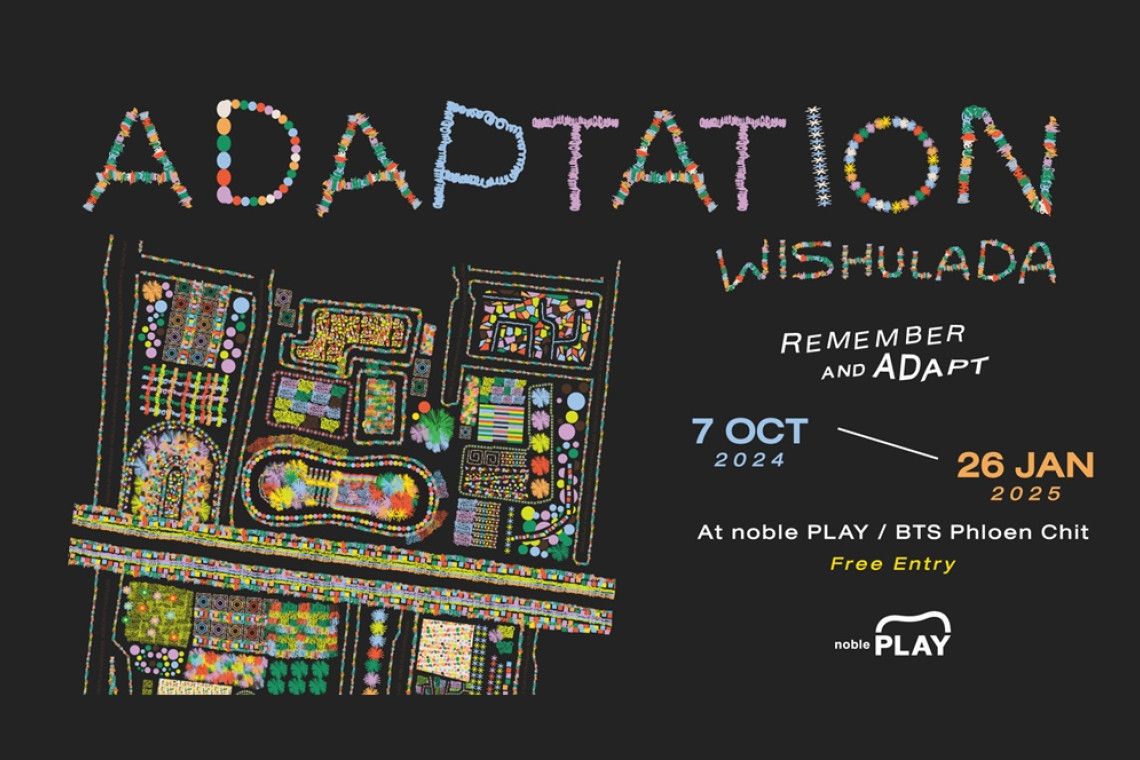 ADAPTATION
WISHULADA
REMEMBER
AND ADAPT
7 OCT
2024
26 JAN
2025
At noble PLAY / BTS Phloen Chit
Free Entry
noble PLAY